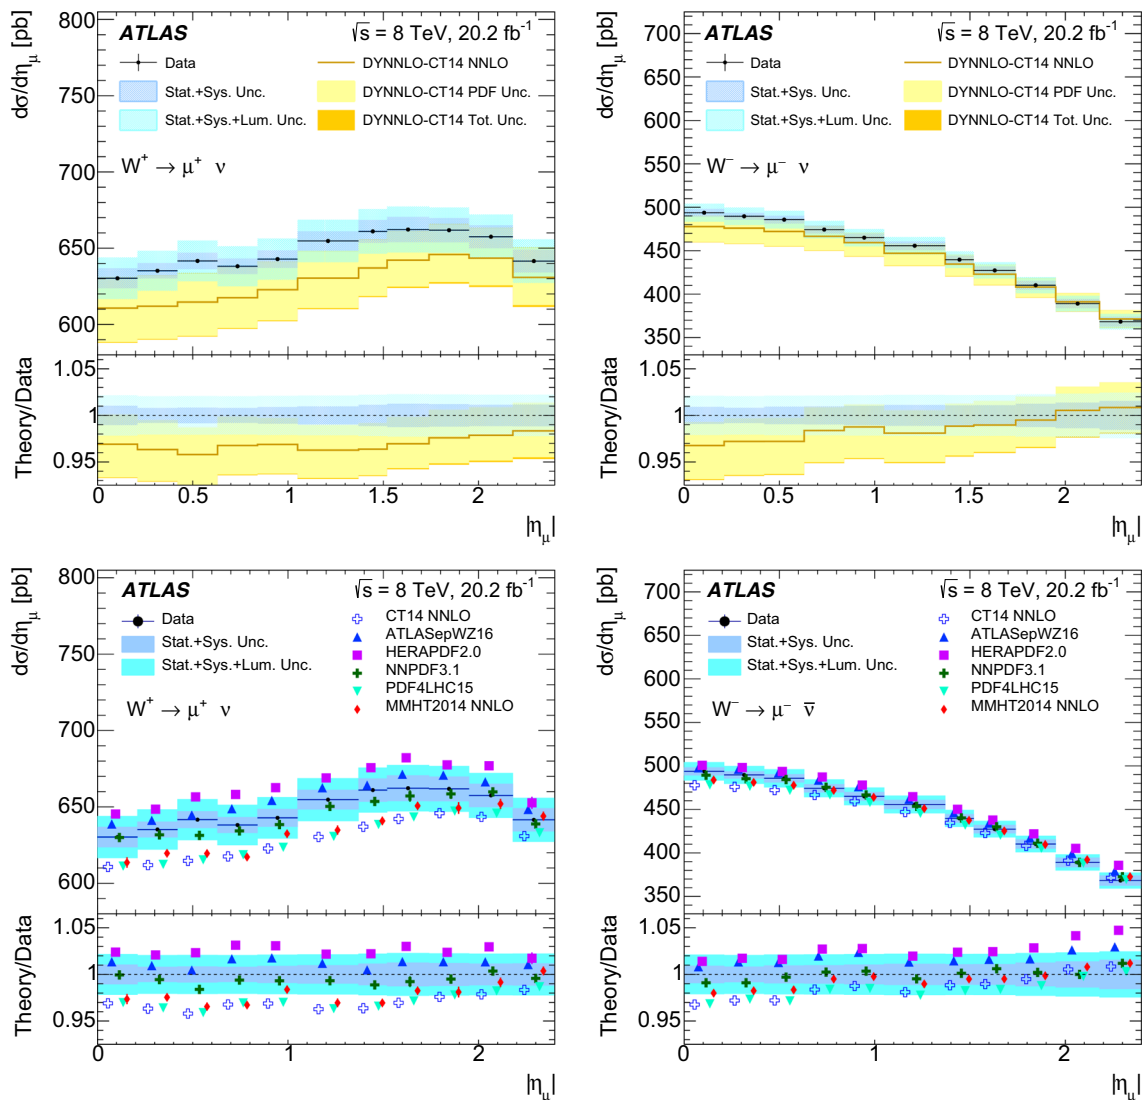 ATLAS
√s = 8 TeV, 20.2 fb⁻¹
Data
Stat.+Sys. Unc.
Stat.+Sys.+Lum. Unc.
DYNNLO-CT14 NNLO
DYNNLO-CT14 PDF Unc.
DYNNLO-CT14 Tot. Unc.
W⁺ → μ⁺ ν
dσ/dη_μ [pb]
800
750
700
650
600
Theory/Data
1.05
1
0.95
0 0.5 1 1.5 2
|η_μ|
ATLAS
√s = 8 TeV, 20.2 fb⁻¹
Data
Stat.+Sys. Unc.
Stat.+Sys.+Lum. Unc.
DYNNLO-CT14 NNLO
DYNNLO-CT14 PDF Unc.
DYNNLO-CT14 Tot. Unc.
W⁻ → μ⁻ ν
dσ/dη_μ [pb]
700
650
600
550
500
450
400
350
Theory/Data
1.05
1
0.95
0 0.5 1 1.5 2
|η_μ|
ATLAS
√s = 8 TeV, 20.2 fb⁻¹
Data
Stat.+Sys. Unc.
Stat.+Sys.+Lum. Unc.
CT14 NNLO
ATLASepWZ16
HERAPDF2.0
NNPDF3.1
PDF4LHC15
MMHT2014 NNLO
W⁺ → μ⁺ ν
dσ/dη_μ [pb]
800
750
700
650
600
Theory/Data
1.05
1
0.95
0 1 2
|η_μ|
ATLAS
√s = 8 TeV, 20.2 fb⁻¹
Data
Stat.+Sys. Unc.
Stat.+Sys.+Lum. Unc.
CT14 NNLO
ATLASepWZ16
HERAPDF2.0
NNPDF3.1
PDF4LHC15
MMHT2014 NNLO
W⁻ → μ⁻ ν̅
dσ/dη_μ [pb]
700
650
600
550
500
450
400
350
Theory/Data
1.05
1
0.95
0 1 2
|η_μ|